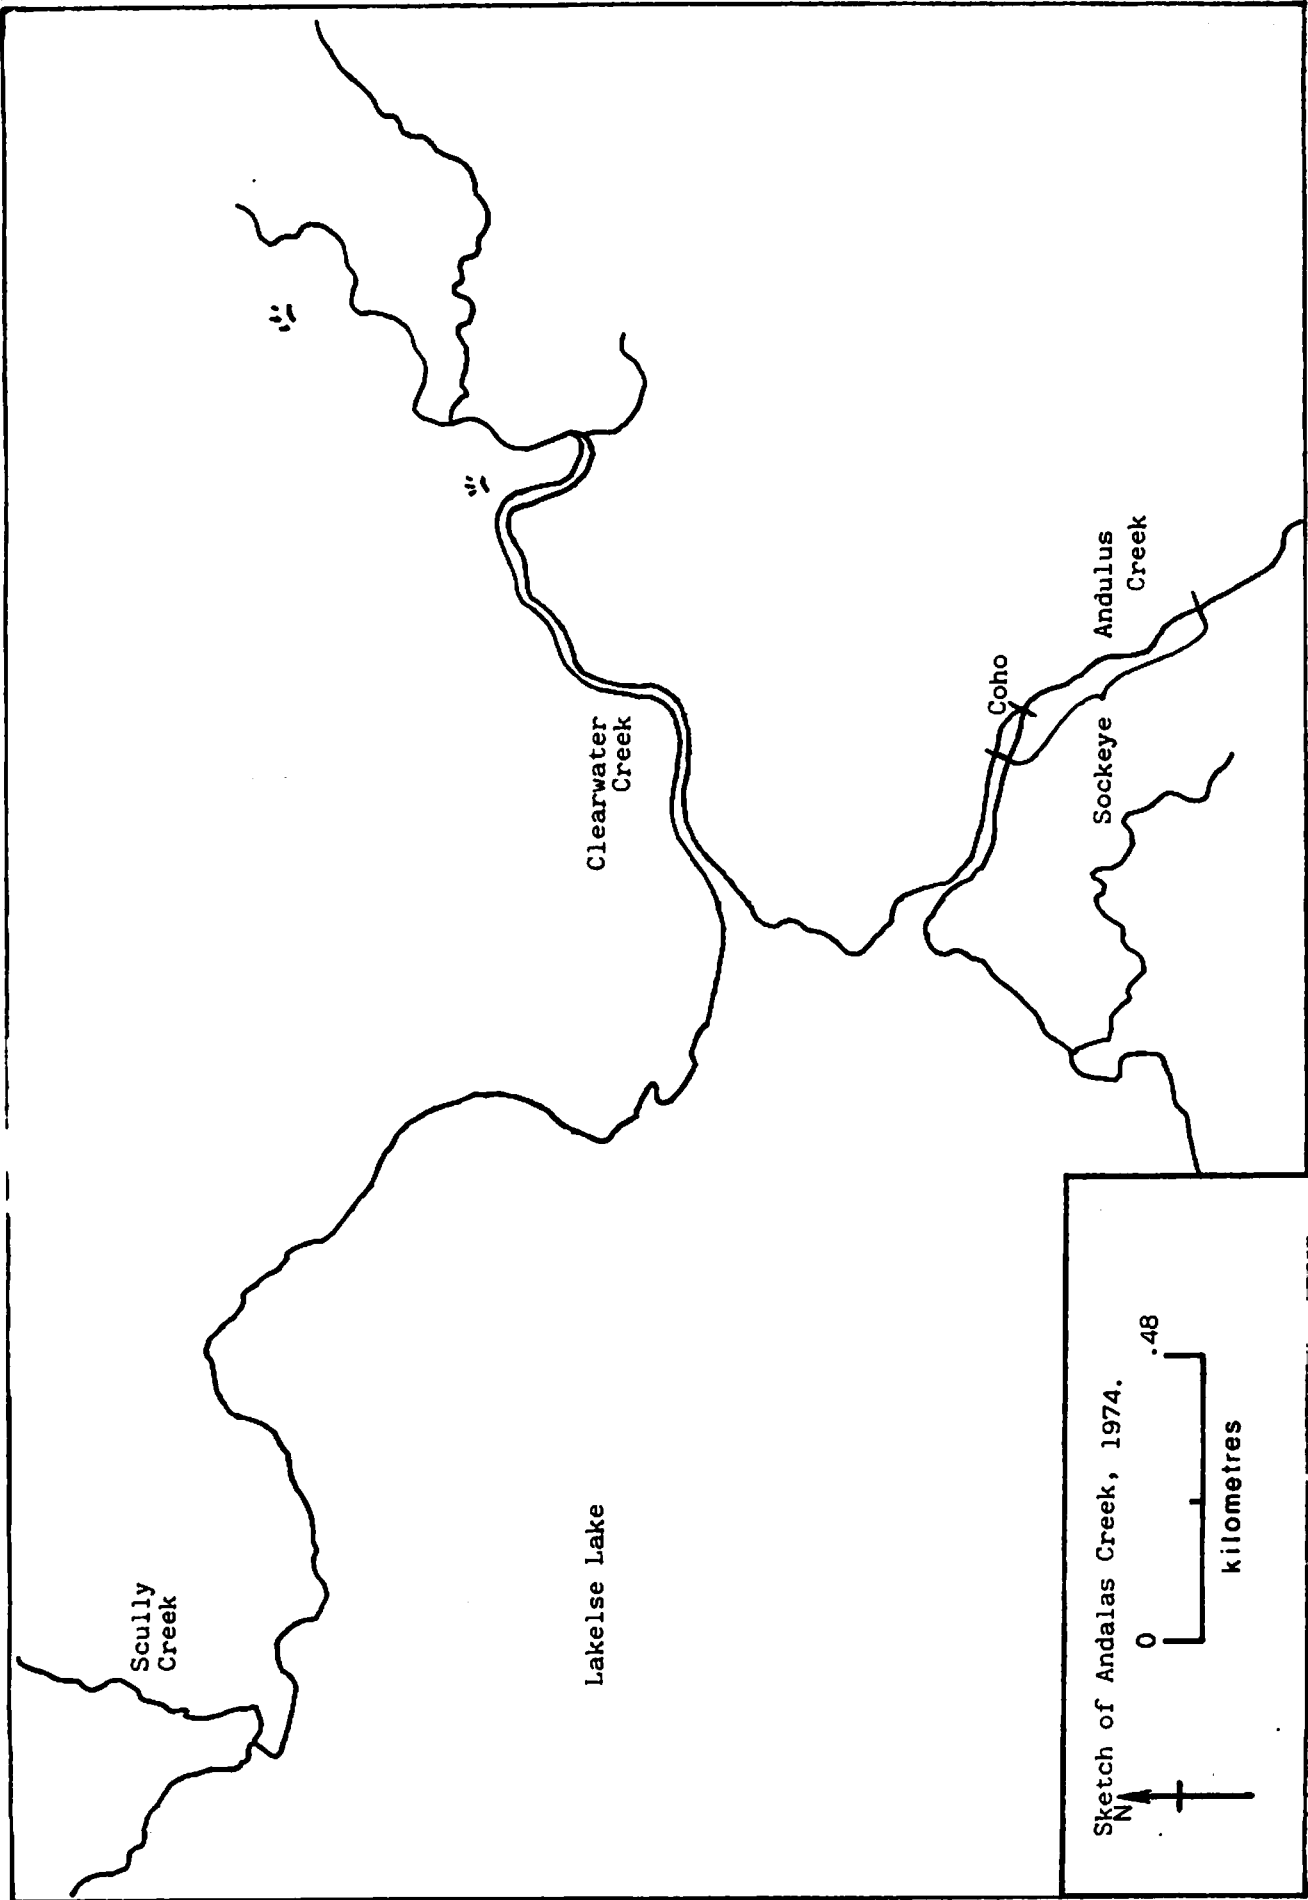 Scully
Creek
Clearwater
Creek
Lakelse Lake
Coho
Andulus
Creek
Sockeye
Sketch of Andalas Creek, 1974.
N
0 .48
kilometres